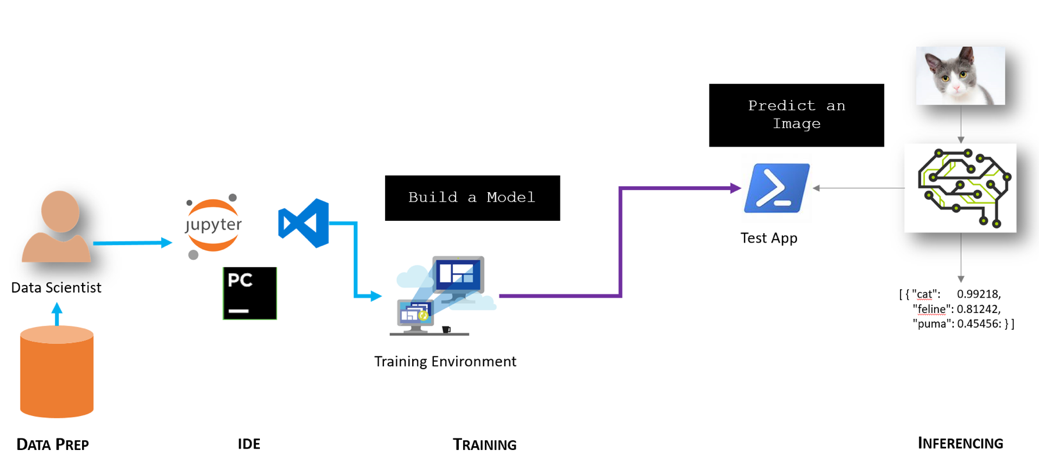 Predict an
Image
Build a Model
jupyter
PC
Test App
Data Scientist
[ { "cat": 0.99218,
"feline": 0.81242,
"puma": 0.45456: } ]
Training Environment
DATA PREP
IDE
TRAINING
INFERENCING